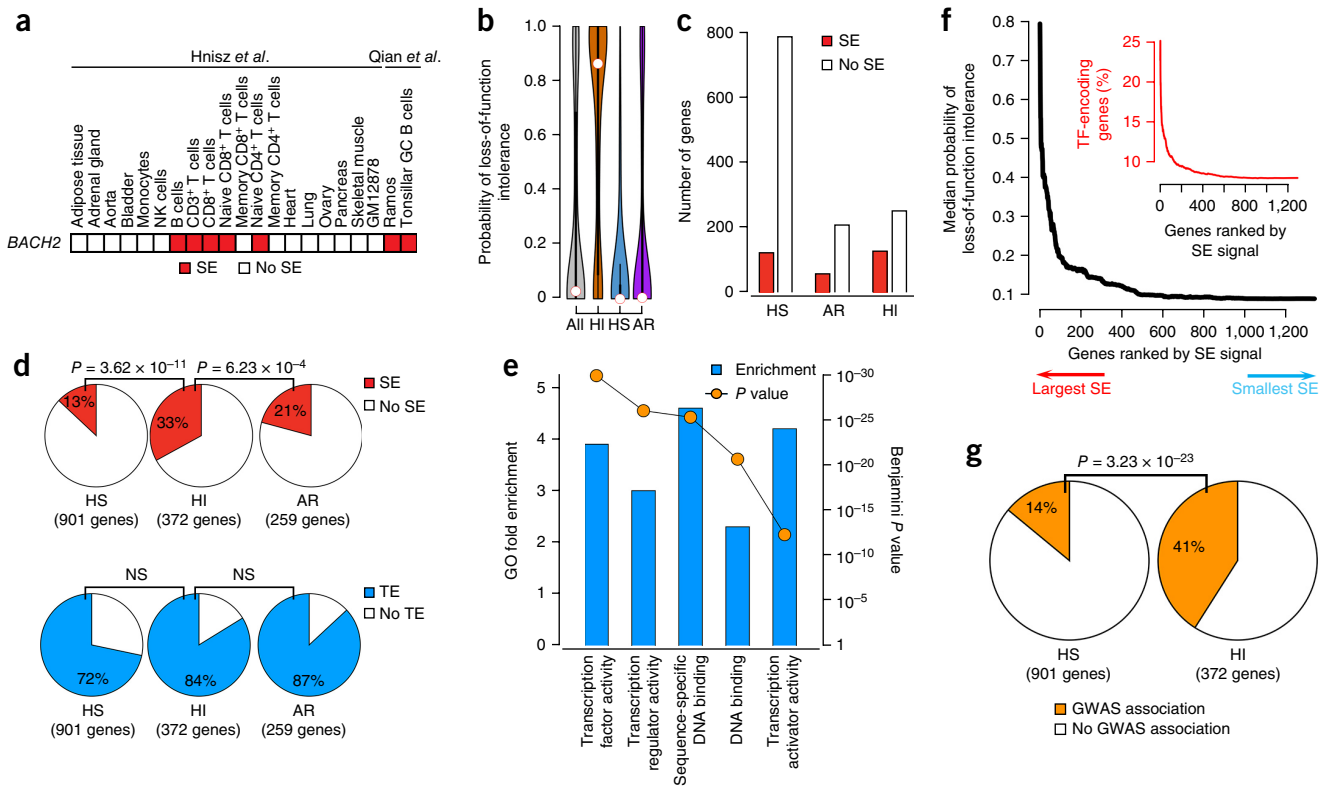 a
Hnisz et al.
Qian et al.
Adipose tissue
Adrenal gland
Aorta
Bladder
Monocytes
NK cells
B cells
CD3+ T cells
CD8+ T cells
Naive CD8+ T cells
Memory CD8+ T cells
Naive CD4+ T cells
Memory CD4+ T cells
Heart
Lung
Ovary
Pancreas
Skeletal muscle
GM12878
Ramos
Tonsillar GC B cells
BACH2
SE
No SE
b
Probability of loss-of-function
intolerance
1.0
0.8
0.6
0.4
0.2
0
All HI HS AR
c
Number of genes
800
600
400
200
0
SE
No SE
HS AR HI
d
P = 3.62 × 10−11
P = 6.23 × 10−4
13%
33%
21%
SE
No SE
HS
(901 genes)
HI
(372 genes)
AR
(259 genes)
NS
NS
72%
84%
87%
TE
No TE
HS
(901 genes)
HI
(372 genes)
AR
(259 genes)
e
GO fold enrichment
5
4
3
2
1
0
Enrichment
P value
10−30
10−25
10−20
10−15
10−10
10−5
1
Benjamini P value
Transcription
factor activity
Transcription
regulator activity
Sequence-specific
DNA binding
DNA binding
Transcription
activator activity
f
Median probability of
loss-of-function intolerance
0.8
0.7
0.6
0.5
0.4
0.3
0.2
0.1
0 200 400 600 800 1,000 1,200
Genes ranked by SE signal
Largest SE
Smallest SE
TF-encoding
genes (%)
25
20
15
10
0 400 800 1,200
Genes ranked by
SE signal
g
P = 3.23 × 10−23
14%
41%
HS
(901 genes)
HI
(372 genes)
GWAS association
No GWAS association